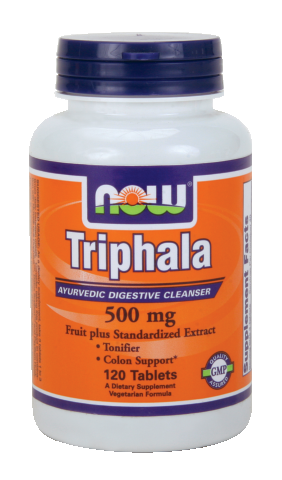 NOW
Triphala
AYURVEDIC DIGESTIVE CLEANSER
500 mg
Fruit plus Standardized Extract
• Tonifier
• Colon Support*
120 Tablets
A Dietary Supplement
Vegetarian Formula
QUALITY
GMP
ASSURED
Supplement Facts